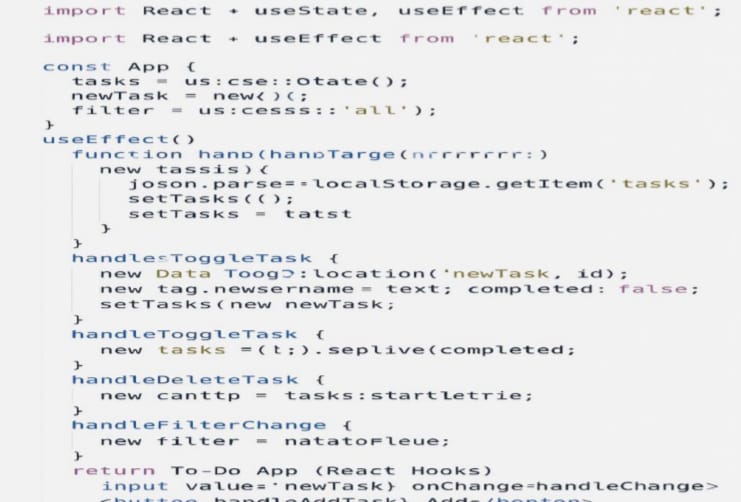 import React + useState, useEffect from 'react';
import React + useEffect from 'react';
const App {
tasks = us:cse::Otate();
newTask = new()(;
filter = us:cesss::'all');
}
useEffect()
function hanp(hanpTarge(nrrrrrrr:)
new tassis){
joson.parse==localStorage.getItem('tasks');
setTasks(();
setTasks = tatst
}
}
handlesToggleTask {
new Data :location('newTask, id);
new tag.newsername = text; completed: false;
setTasks(new newTask;
}
handleToggleTask {
new tasks =(t;).seplive(completed;
}
handleDeleteTask {
new canttp = tasks:startletrie;
}
handleFilterChange {
new filter = natatoFleue;
}
return To-Do App (React Hooks)
input value='newTask} onChange=handleChange>
handleAddTask} Add